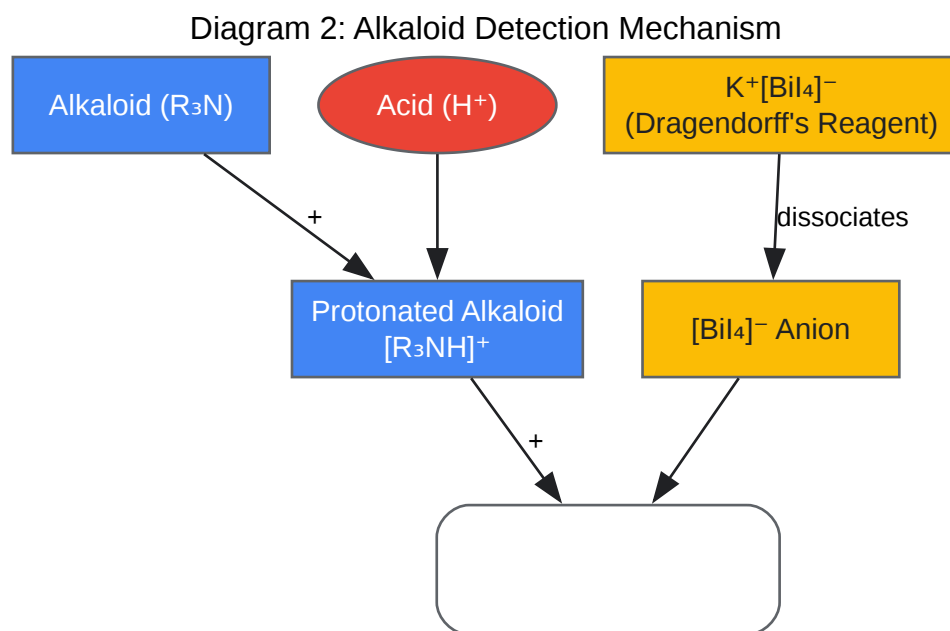 Diagram 2: Alkaloid Detection Mechanism
Alkaloid (R₃N)
Acid (H⁺)
K⁺[BiI₄]⁻
(Dragendorff's Reagent)
+
dissociates
Protonated Alkaloid
[R₃NH]⁺
[BiI₄]⁻ Anion
+